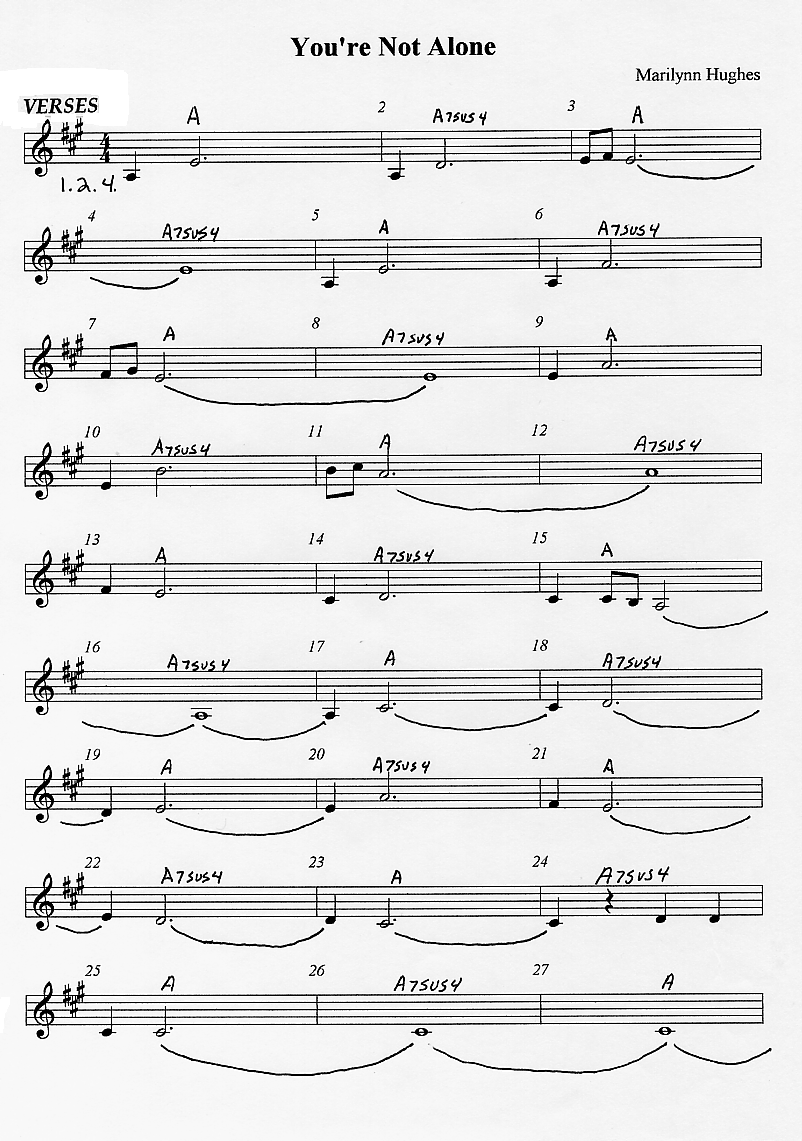 You're Not Alone
Marilynn Hughes
VERSES
A 2 A7sus4 3 A
4
4
1. 2. 4.
4 A7sus4 5 A 6 A7sus4
7 A 8 A7sus4 9 A
10 A7sus4 11 A 12 A7sus4
13 A 14 A7sus4 15 A
16 A7sus4 17 A 18 A7sus4
19 A 20 A7sus4 21 A
22 A7sus4 23 A 24 A7sus4
25 A 26 A7sus4 27 A